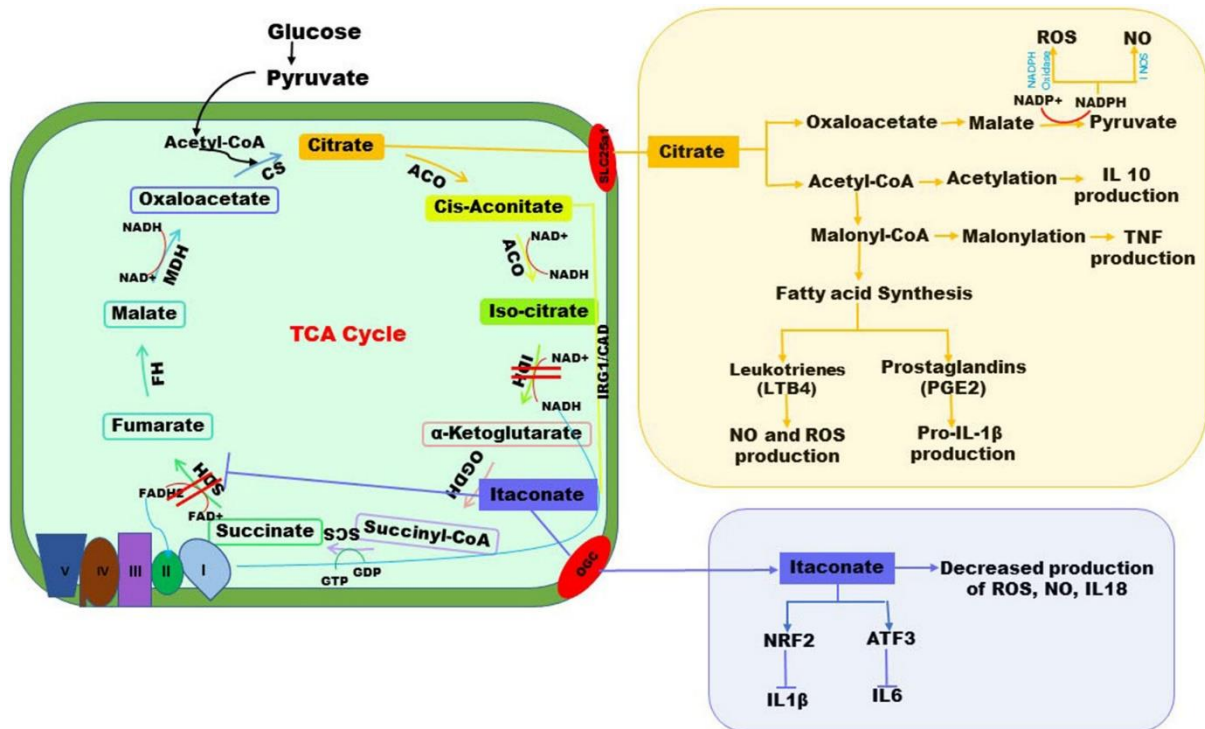 Glucose
Pyruvate
Acetyl-CoA
CS
Citrate
ACO
SLC25a1
Oxaloacetate
Cis-Aconitate
NADH
NAD+
MDH
ACO
NAD+
NADH
Malate
Iso-citrate
TCA Cycle
IRG1/CAD
FH
IDH
NAD+
NADH
Fumarate
α-Ketoglutarate
OGDH
SDH
FADH2
FAD+
Itaconate
Succinate
SCS
Succinyl-CoA
GTP
GDP
V
IV
III
II
I
OGC
ROS
NO
NADPH
Oxidase
I NOS
NADP+
NADPH
Citrate
Oxaloacetate
Malate
Pyruvate
Acetyl-CoA
Acetylation
IL 10
production
Malonyl-CoA
Malonylation
TNF
production
Fatty acid Synthesis
Leukotrienes
(LTB4)
Prostaglandins
(PGE2)
NO and ROS
production
Pro-IL-1β
production
Itaconate
Decreased production
of ROS, NO, IL18
NRF2
ATF3
IL1β
IL6